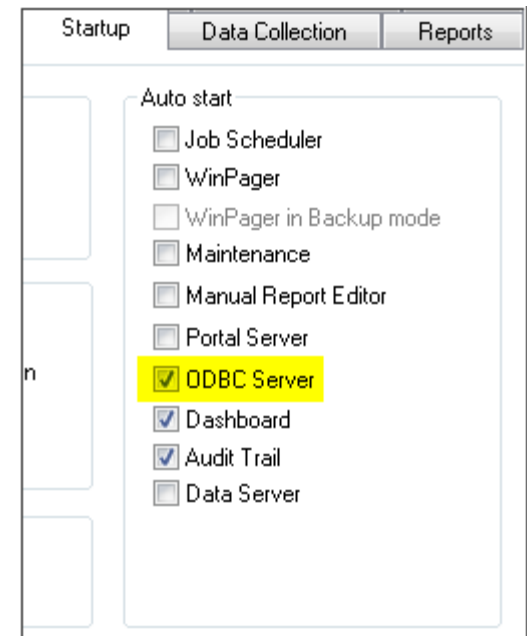 Startup Data Collection Reports
Auto start
Job Scheduler
WinPager
WinPager in Backup mode
Maintenance
Manual Report Editor
Portal Server
n
ODBC Server
Dashboard
Audit Trail
Data Server